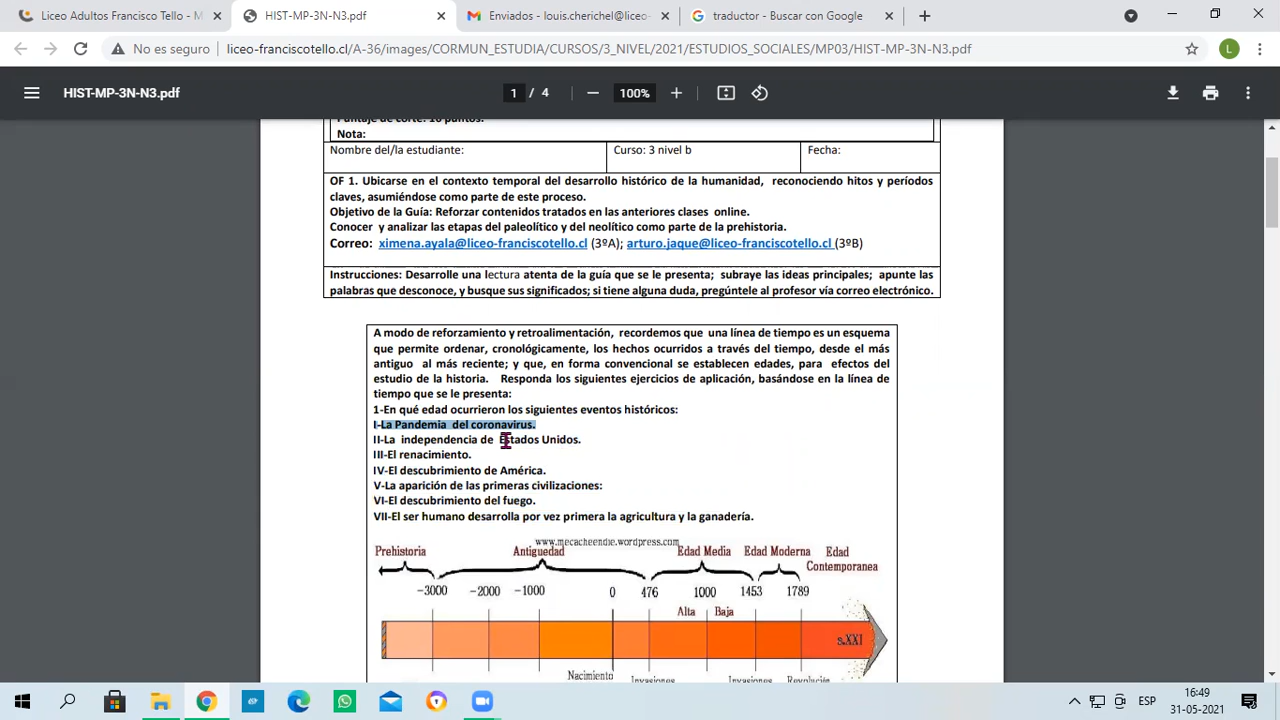 Liceo Adultos Francisco Tello - M
HIST-MP-3N-N3.pdf
Enviados - louis.cherichel@liceo-
traductor - Buscar con Google
No es seguro
liceo-franciscotello.cl/A-36/images/CORMUN_ESTUDIA/CURSOS/3_NIVEL/2021/ESTUDIOS_SOCIALES/MP03/HIST-MP-3N-N3.pdf
L
HIST-MP-3N-N3.pdf
1 / 4
100%
Puntaje de corte: 16 puntos.
Nota:
Nombre del/la estudiante:
Curso: 3 nivel b
Fecha:
OF 1. Ubicarse en el contexto temporal del desarrollo histórico de la humanidad, reconociendo hitos y períodos
claves, asumiéndose como parte de este proceso.
Objetivo de la Guía: Reforzar contenidos tratados en las anteriores clases online.
Conocer y analizar las etapas del paleolítico y del neolítico como parte de la prehistoria.
Correo: ximena.ayala@liceo-franciscotello.cl (3ºA); arturo.jaque@liceo-franciscotello.cl (3ºB)
Instrucciones: Desarrolle una lectura atenta de la guía que se le presenta; subraye las ideas principales; apunte las
palabras que desconoce, y busque sus significados; si tiene alguna duda, pregúntele al profesor vía correo electrónico.
A modo de reforzamiento y retroalimentación, recordemos que una línea de tiempo es un esquema
que permite ordenar, cronológicamente, los hechos ocurridos a través del tiempo, desde el más
antiguo al más reciente; y que, en forma convencional se establecen edades, para efectos del
estudio de la historia. Responda los siguientes ejercicios de aplicación, basándose en la línea de
tiempo que se le presenta:
1-En qué edad ocurrieron los siguientes eventos históricos:
I-La Pandemia del coronavirus.
II-La independencia de Estados Unidos.
III-El renacimiento.
IV-El descubrimiento de América.
V-La aparición de las primeras civilizaciones:
VI-El descubrimiento del fuego.
VII-El ser humano desarrolla por vez primera la agricultura y la ganadería.
www.mecacheendie.wordpress.com
Prehistoria
Antiguedad
Edad Media
Edad Moderna
Edad
Contemporanea
-3000
-2000
-1000
0
476
1000
1453
1789
Alta
Baja
s.XXI
Nacimiento
Invasiones
Invasiones
Revolución
ESP
16:49
31-05-2021